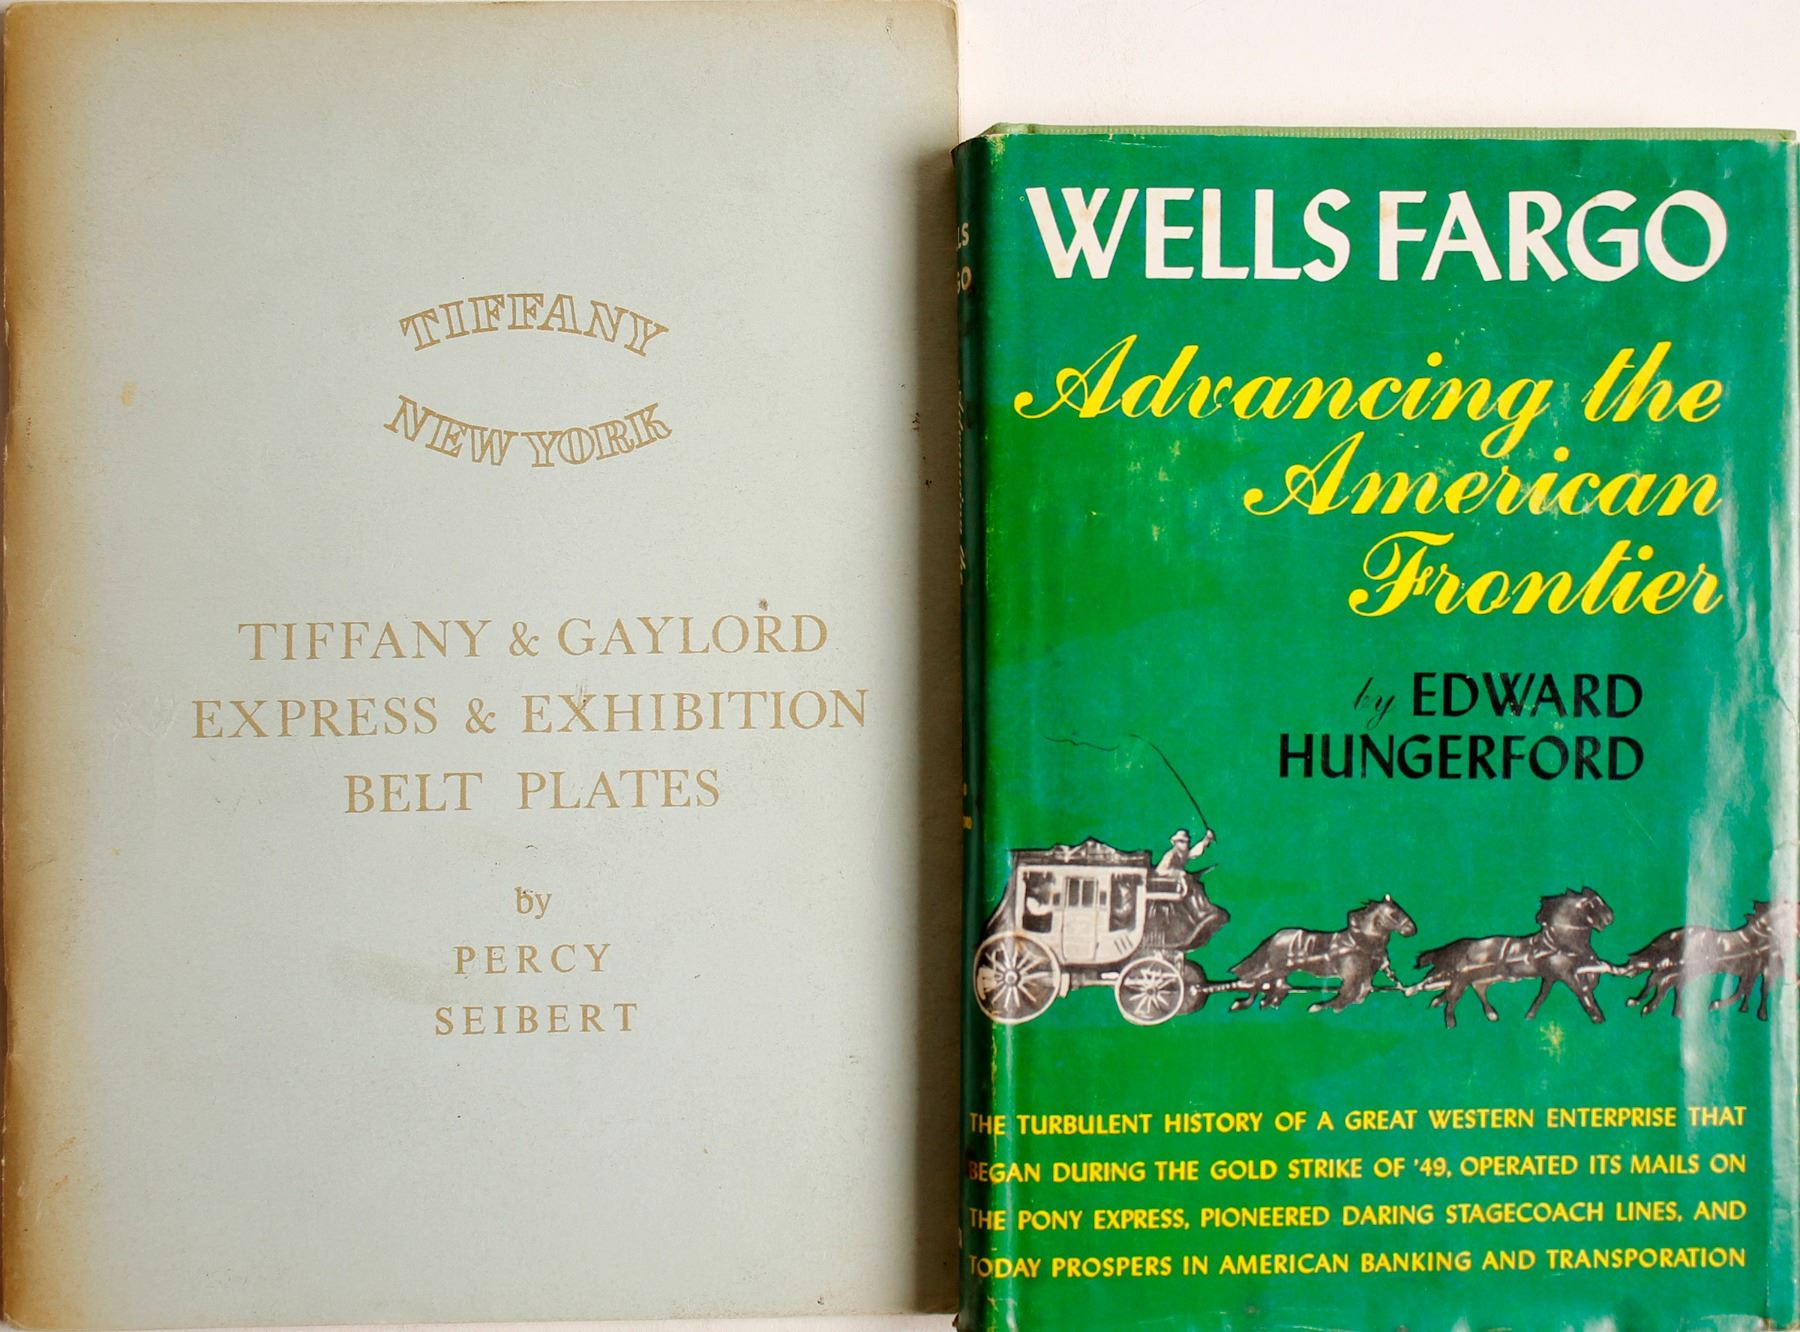 TIFFANY
NEW YORK
TIFFANY & GAYLORD
EXPRESS & EXHIBITION
BELT PLATES
by
PERCY
SEIBERT
WELLS FARGO
Advancing the
American
Frontier
by EDWARD
HUNGERFORD
THE TURBULENT HISTORY OF A GREAT WESTERN ENTERPRISE THAT
BEGAN DURING THE GOLD STRIKE OF '49, OPERATED ITS MAILS ON
THE PONY EXPRESS, PIONEERED DARING STAGECOACH LINES, AND
TODAY PROSPERS IN AMERICAN BANKING AND TRANSPORATION